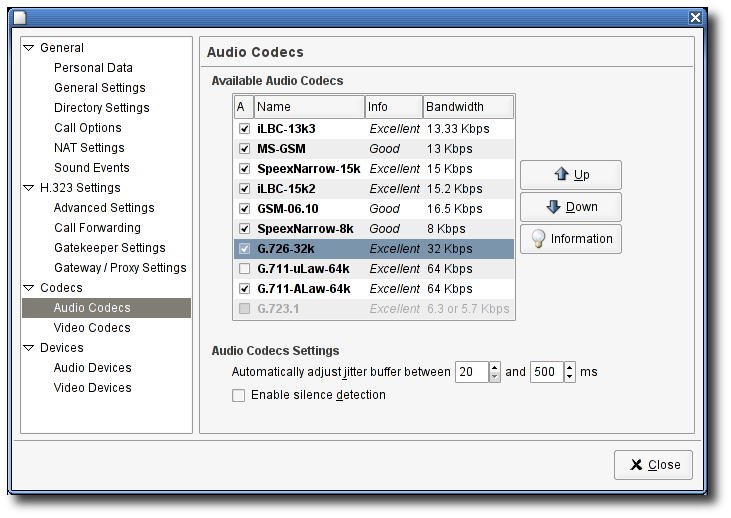 General
Personal Data
General Settings
Directory Settings
Call Options
NAT Settings
Sound Events
H.323 Settings
Advanced Settings
Call Forwarding
Gatekeeper Settings
Gateway / Proxy Settings
Codecs
Audio Codecs
Video Codecs
Devices
Audio Devices
Video Devices
Audio Codecs
Available Audio Codecs
A Name Info Bandwidth
iLBC-13k3 Excellent 13.33 Kbps
MS-GSM Good 13 Kbps
SpeexNarrow-15k Excellent 15 Kbps
iLBC-15k2 Excellent 15.2 Kbps
GSM-06.10 Good 16.5 Kbps
SpeexNarrow-8k Good 8 Kbps
G.726-32k Excellent 32 Kbps
G.711-uLaw-64k Excellent 64 Kbps
G.711-ALaw-64k Excellent 64 Kbps
G.723.1 Excellent 6.3 or 5.7 Kbps
Up
Down
Information
Audio Codecs Settings
Automatically adjust jitter buffer between 20 and 500 ms
Enable silence detection
Close